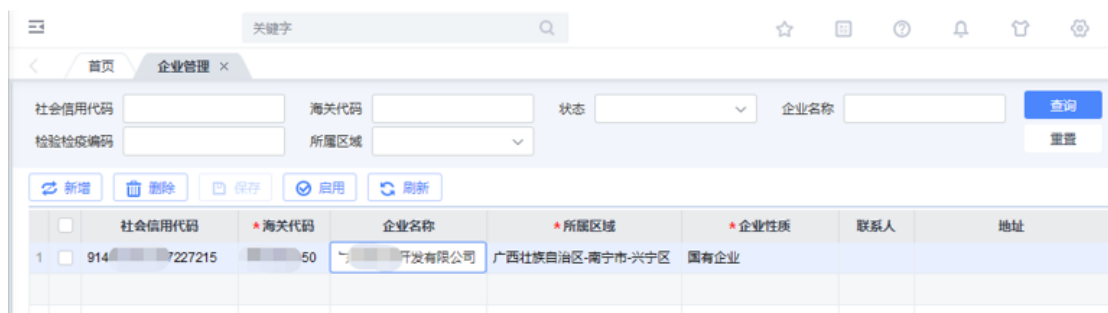 关键字
首页 企业管理 ×
社会信用代码 海关代码 状态 企业名称 查询
检验检疫编码 所属区域 重置
新增 删除 保存 启用 刷新
社会信用代码 *海关代码 企业名称 *所属区域 *企业性质 联系人 地址
1 914 7227215 50 开发有限公司 广西壮族自治区-南宁市-兴宁区 国有企业